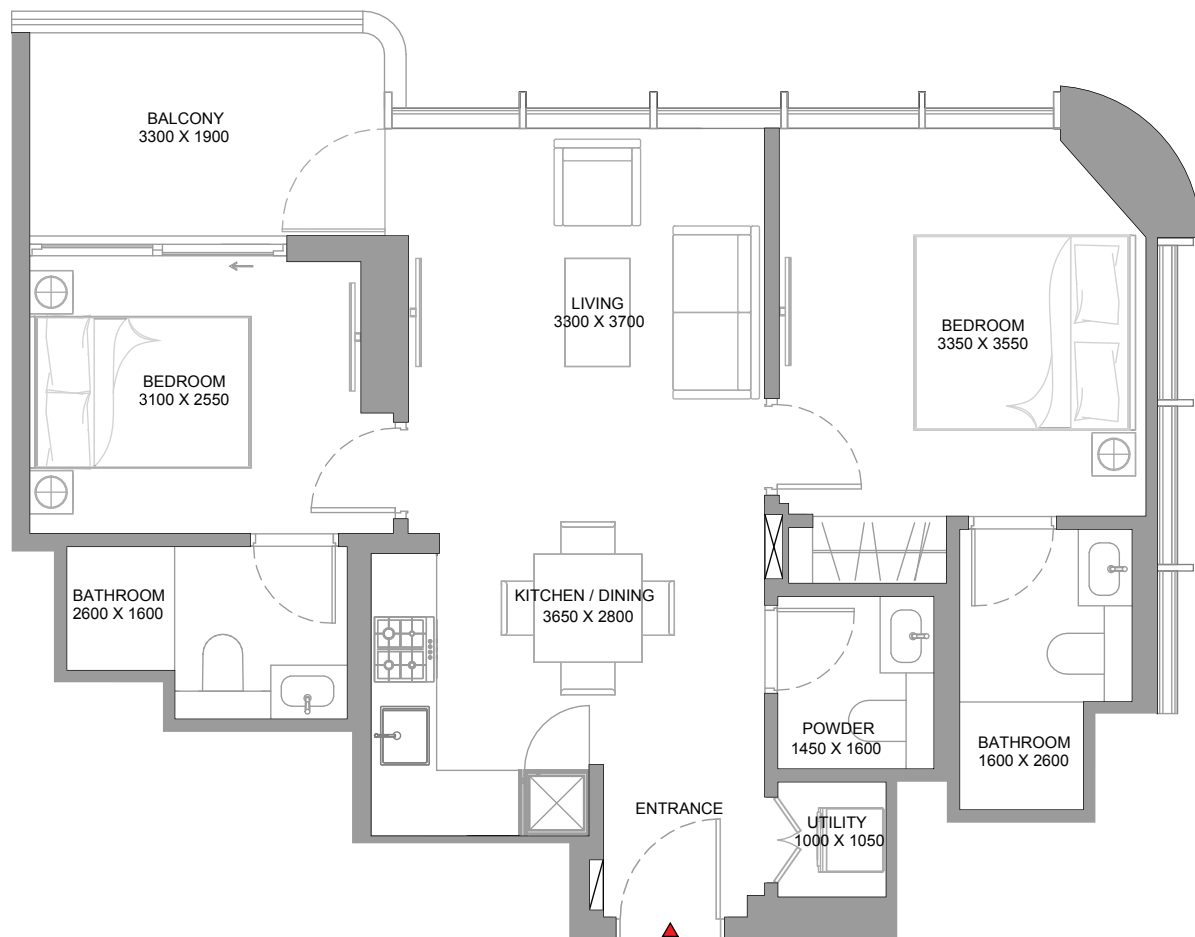 BALCONY
3300 X 1900
LIVING
3300 X 3700
BEDROOM
3350 X 3550
BEDROOM
3100 X 2550
BATHROOM
2600 X 1600
KITCHEN / DINING
3650 X 2800
POWDER
1450 X 1600
BATHROOM
1600 X 2600
ENTRANCE
UTILITY
1000 X 1050